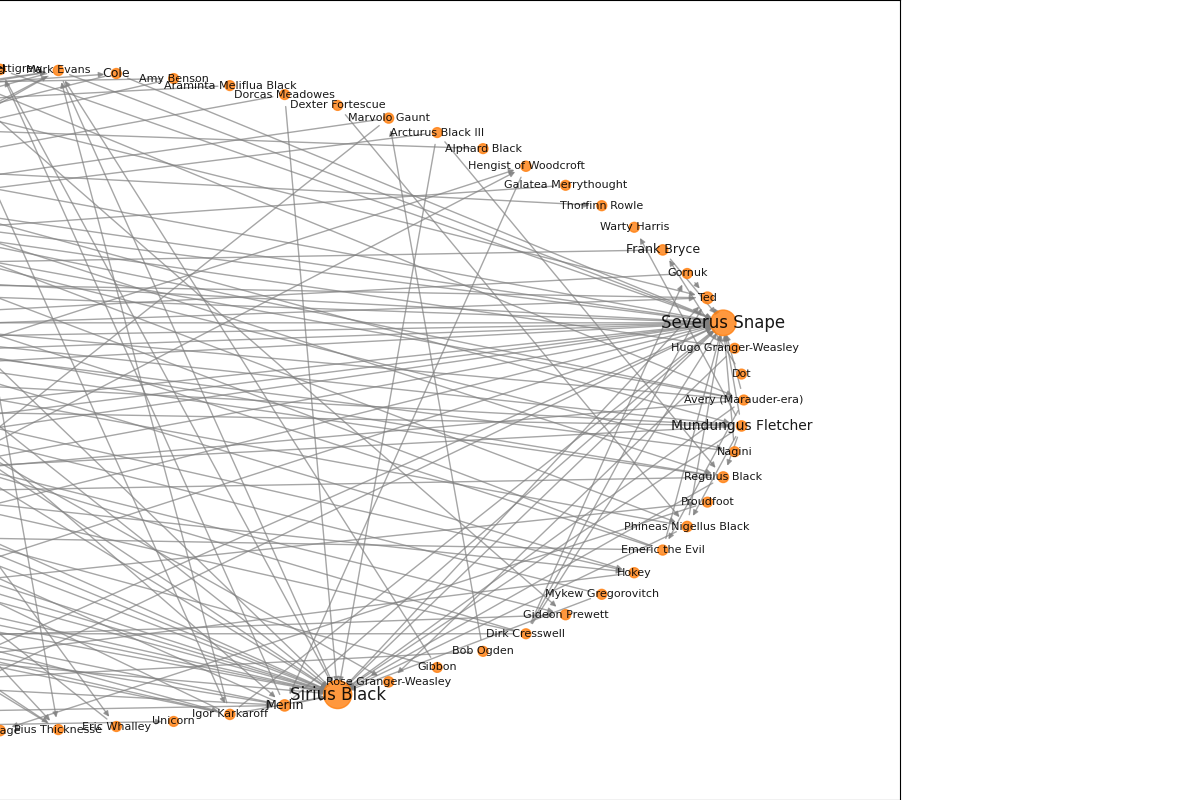 Mark Evans
Cole
Amy Benson
Araminta Meliflua Black
Dorcas Meadowes
Dexter Fortescue
Marvolo Gaunt
Arcturus Black III
Alphard Black
Hengist of Woodcroft
Galatea Merrythought
Thorfinn Rowle
Warty Harris
Frank Bryce
Gornuk
Ted
Severus Snape
Hugo Granger-Weasley
Dot
Avery (Marauder-era)
Mundungus Fletcher
Nagini
Regulus Black
Proudfoot
Phineas Nigellus Black
Emeric the Evil
Hokey
Mykew Gregorovitch
Gideon Prewett
Dirk Cresswell
Bob Ogden
Gibbon
Rose Granger-Weasley
Sirius Black
Merlin
Igor Karkaroff
Unicorn
Eric Whalley
Pius Thicknesse